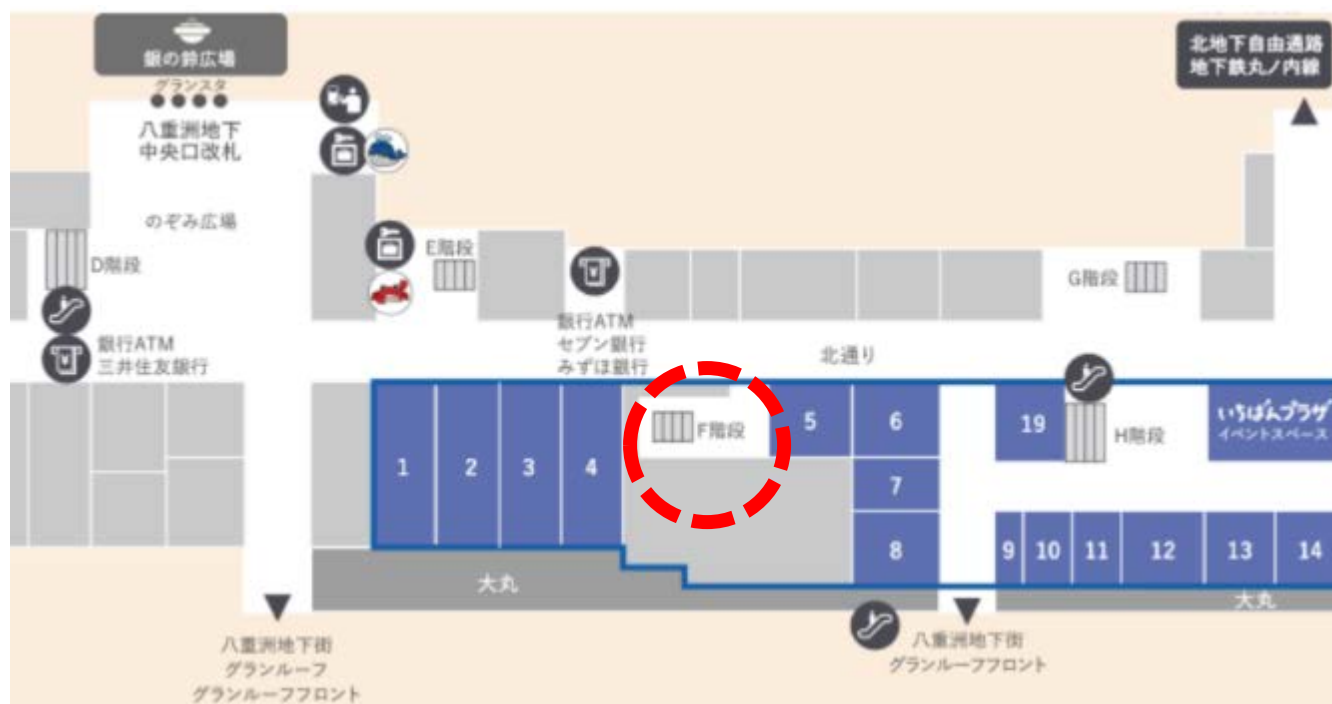 銀の鈴広場
グランスタ
八重洲地下
中央口改札
のぞみ広場
北地下自由通路
地下鉄丸ノ内線
D階段
E階段
G階段
銀行ATM
三井住友銀行
銀行ATM
セブン銀行
みずほ銀行
北通り
F階段
H階段
いちばんプラザ
イベントスペース
1
2
3
4
5
6
7
8
19
9
10
11
12
13
14
大丸
大丸
八重洲地下街
グランルーフ
グランルーフフロント
八重洲地下街
グランルーフフロント